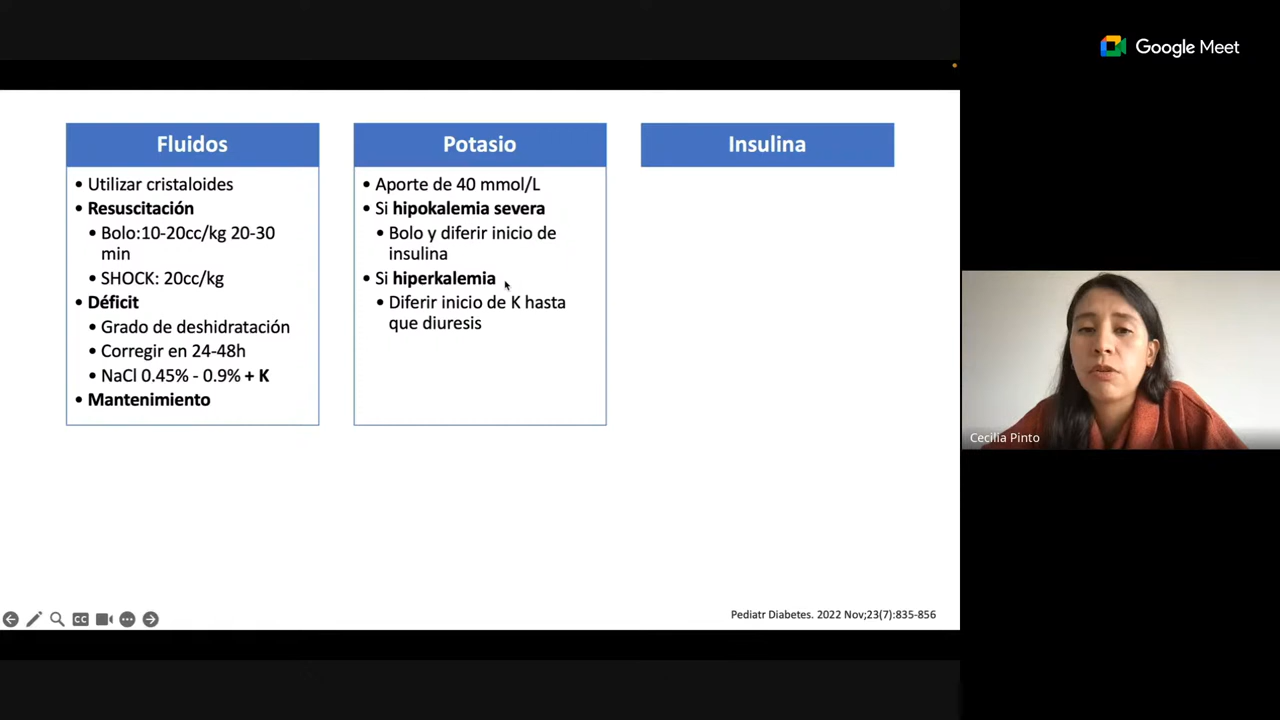 Google Meet
Fluidos
• Utilizar cristaloides
• Resuscitación
• Bolo:10-20cc/kg 20-30
min
• SHOCK: 20cc/kg
• Déficit
• Grado de deshidratación
• Corregir en 24-48h
• NaCl 0.45% - 0.9% + K
• Mantenimiento
Potasio
• Aporte de 40 mmol/L
• Si hipokalemia severa
• Bolo y diferir inicio de
insulina
• Si hiperkalemia
• Diferir inicio de K hasta
que diuresis
Insulina
Cecilia Pinto
CC
Pediatr Diabetes. 2022 Nov;23(7):835-856